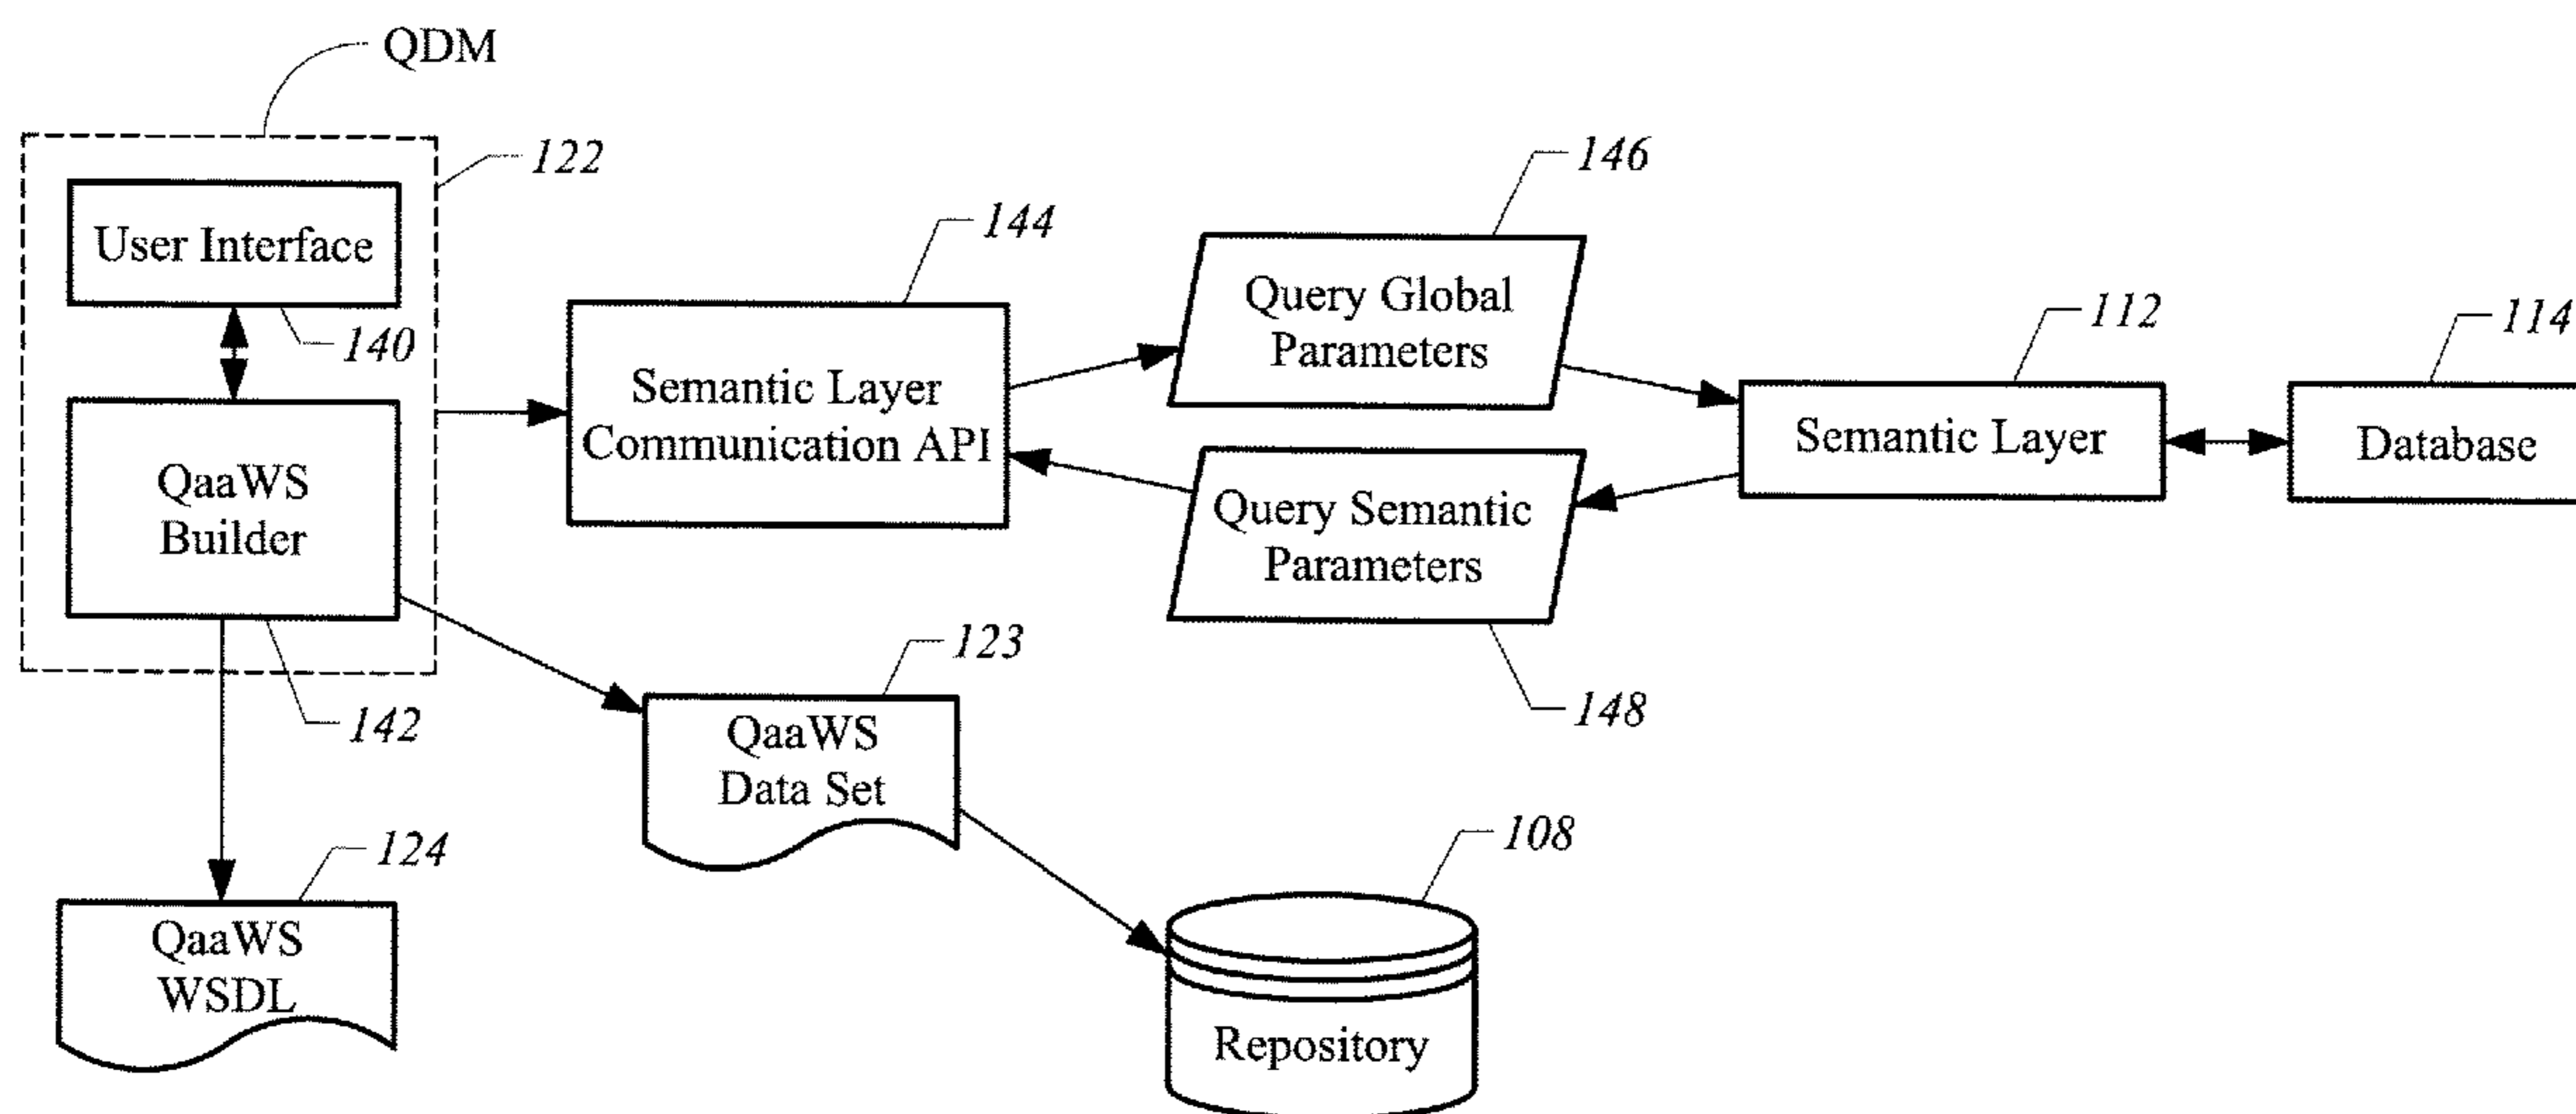 QDM
122
User Interface
140
QaaWS
Builder
142
144
Semantic Layer
Communication API
146
Query Global
Parameters
Query Semantic
Parameters
148
112
Semantic Layer
114
Database
123
QaaWS
Data Set
124
QaaWS
WSDL
108
Repository